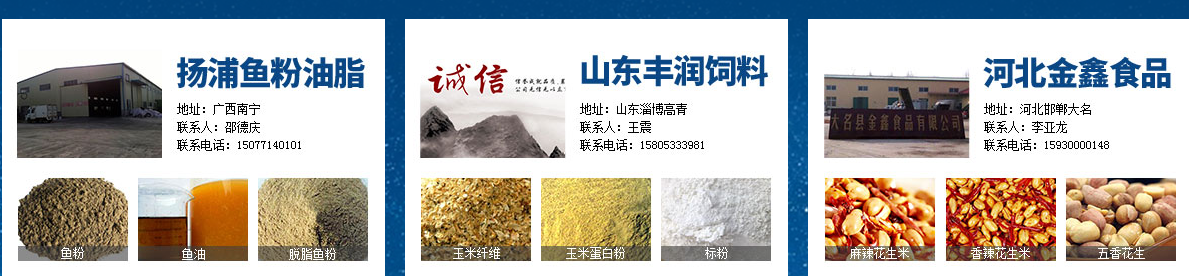 扬浦鱼粉油脂
地址：广西南宁
联系人：邵德庆
联系电话：15077140101
鱼粉
鱼油
脱脂鱼粉
诚信
山东丰润饲料
地址：山东淄博高青
联系人：王震
联系电话：15805333981
玉米纤维
玉米蛋白粉
标粉
大名县金鑫食品有限公司
河北金鑫食品
地址：河北邯郸大名
联系人：李亚龙
联系电话：15930000148
麻辣花生米
香辣花生米
五香花生